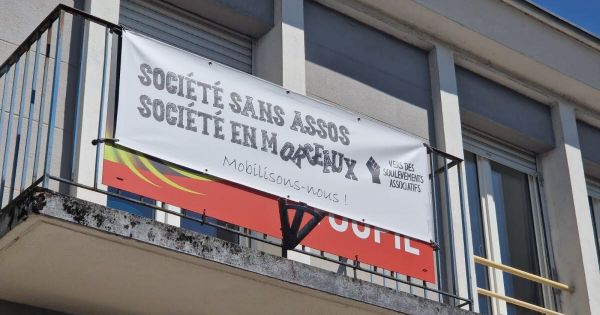 SOCIÉTÉ SANS ASSOS
SOCIÉTÉ EN MORCEAUX
Mobilisons-nous !
VERS DES
SOULÈVEMENTS
ASSOCIATIFS